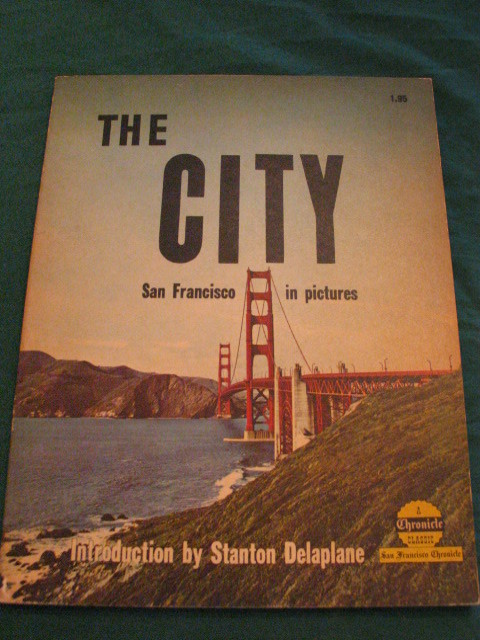 1.95
THE
CITY
San Francisco in pictures
Introduction by Stanton Delaplane
A
Chronicle
CLASSIC
San Francisco Chronicle